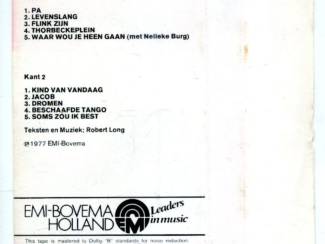 1. PA
2. LEVENSLANG
3. FLINK ZIJN
4. THORBECKEPLEIN
5. WAAR WOU JE HEEN GAAN (met Nelleke Burg)
Kant 2
1. KIND VAN VANDAAG
2. JACOB
3. DROMEN
4. BESCHAAFDE TANGO
5. SOMS ZOU IK BEST
Teksten en Muziek: Robert Long
℗ 1977 EMI-Bovema
EMI-BOVEMA
HOLLAND
Leaders
in music
This tape is mastered to Dolby "B" standards for noise reduction.